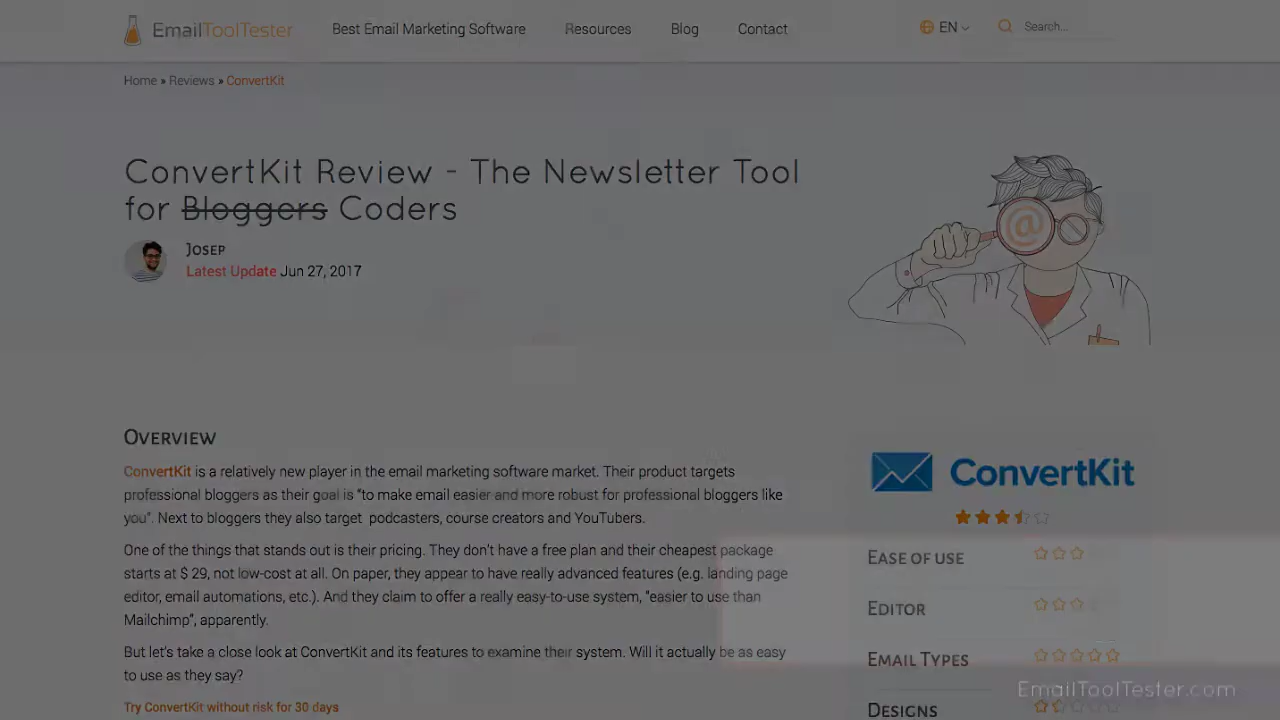 EmailToolTester
Best Email Marketing Software
Resources
Blog
Contact
EN
Search...
Home » Reviews » ConvertKit
ConvertKit Review - The Newsletter Tool
for Bloggers Coders
Josep
Latest Update Jun 27, 2017
@
Overview
ConvertKit is a relatively new player in the email marketing software market. Their product targets
professional bloggers as their goal is "to make email easier and more robust for professional bloggers like
you". Next to bloggers they also target podcasters, course creators and YouTubers.
One of the things that stands out is their pricing. They don't have a free plan and their cheapest package
starts at $ 29, not low-cost at all. On paper, they appear to have really advanced features (e.g. landing page
editor, email automations, etc.). And they claim to offer a really easy-to-use system, "easier to use than
Mailchimp", apparently.
But let's take a close look at ConvertKit and its features to examine their system. Will it actually be as easy
to use as they say?
Try ConvertKit without risk for 30 days
ConvertKit
Ease of use
Editor
Email Types
Designs
EmailToolTester.com